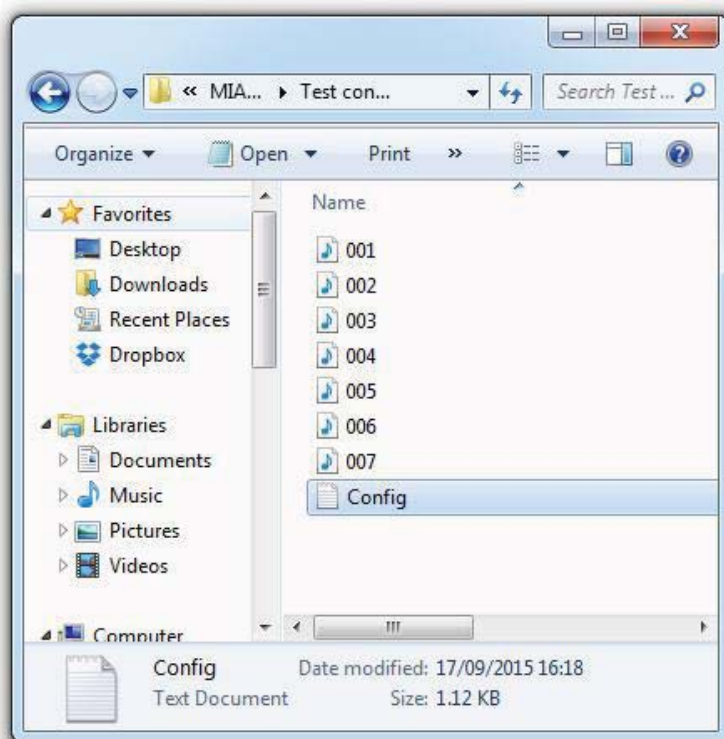 « MIA... ▸ Test con...
Search Test ...
Organize
Open
Print
»
Favorites
Desktop
Downloads
Recent Places
Dropbox
Libraries
Documents
Music
Pictures
Videos
Computer
Name
001
002
003
004
005
006
007
Config
Config
Date modified: 17/09/2015 16:18
Text Document
Size: 1.12 KB